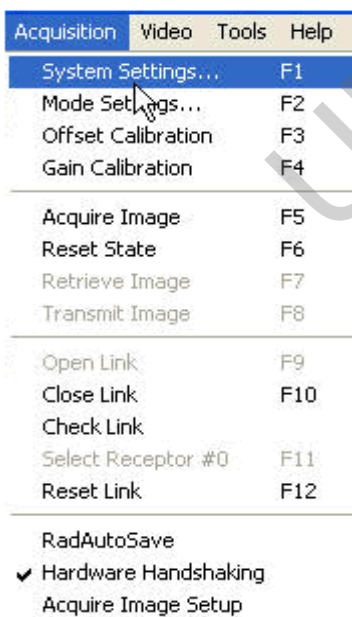 Acquisition Video Tools Help
System Settings... F1
Mode Settings... F2
Offset Calibration F3
Gain Calibration F4
Acquire Image F5
Reset State F6
Retrieve Image F7
Transmit Image F8
Open Link F9
Close Link F10
Check Link
Select Receptor #0 F11
Reset Link F12
RadAutoSave
Hardware Handshaking
Acquire Image Setup